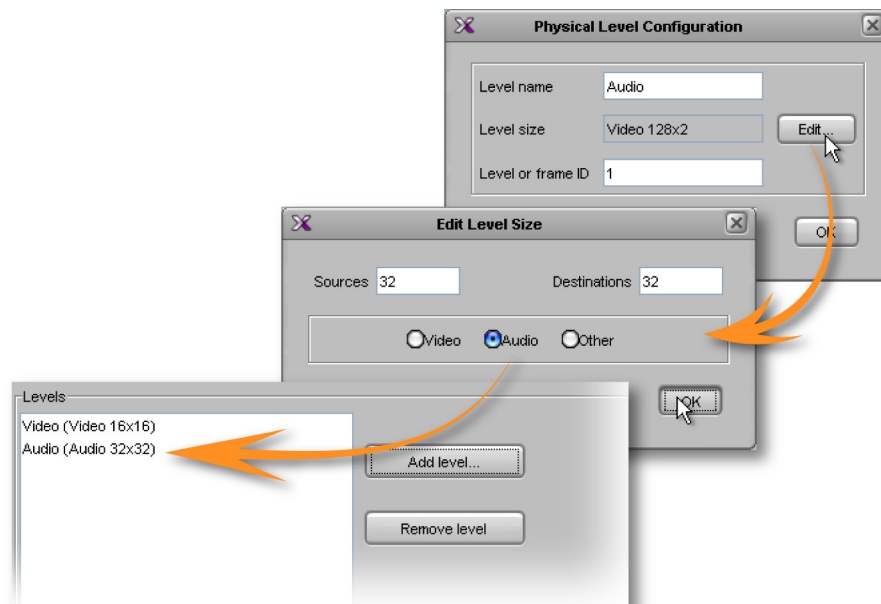 Physical Level Configuration
Level name Audio
Level size Video 128x2 Edit...
Level or frame ID 1
OK
Edit Level Size
Sources 32 Destinations 32
Video Audio Other
OK
Levels
Video (Video 16x16)
Audio (Audio 32x32)
Add level...
Remove level